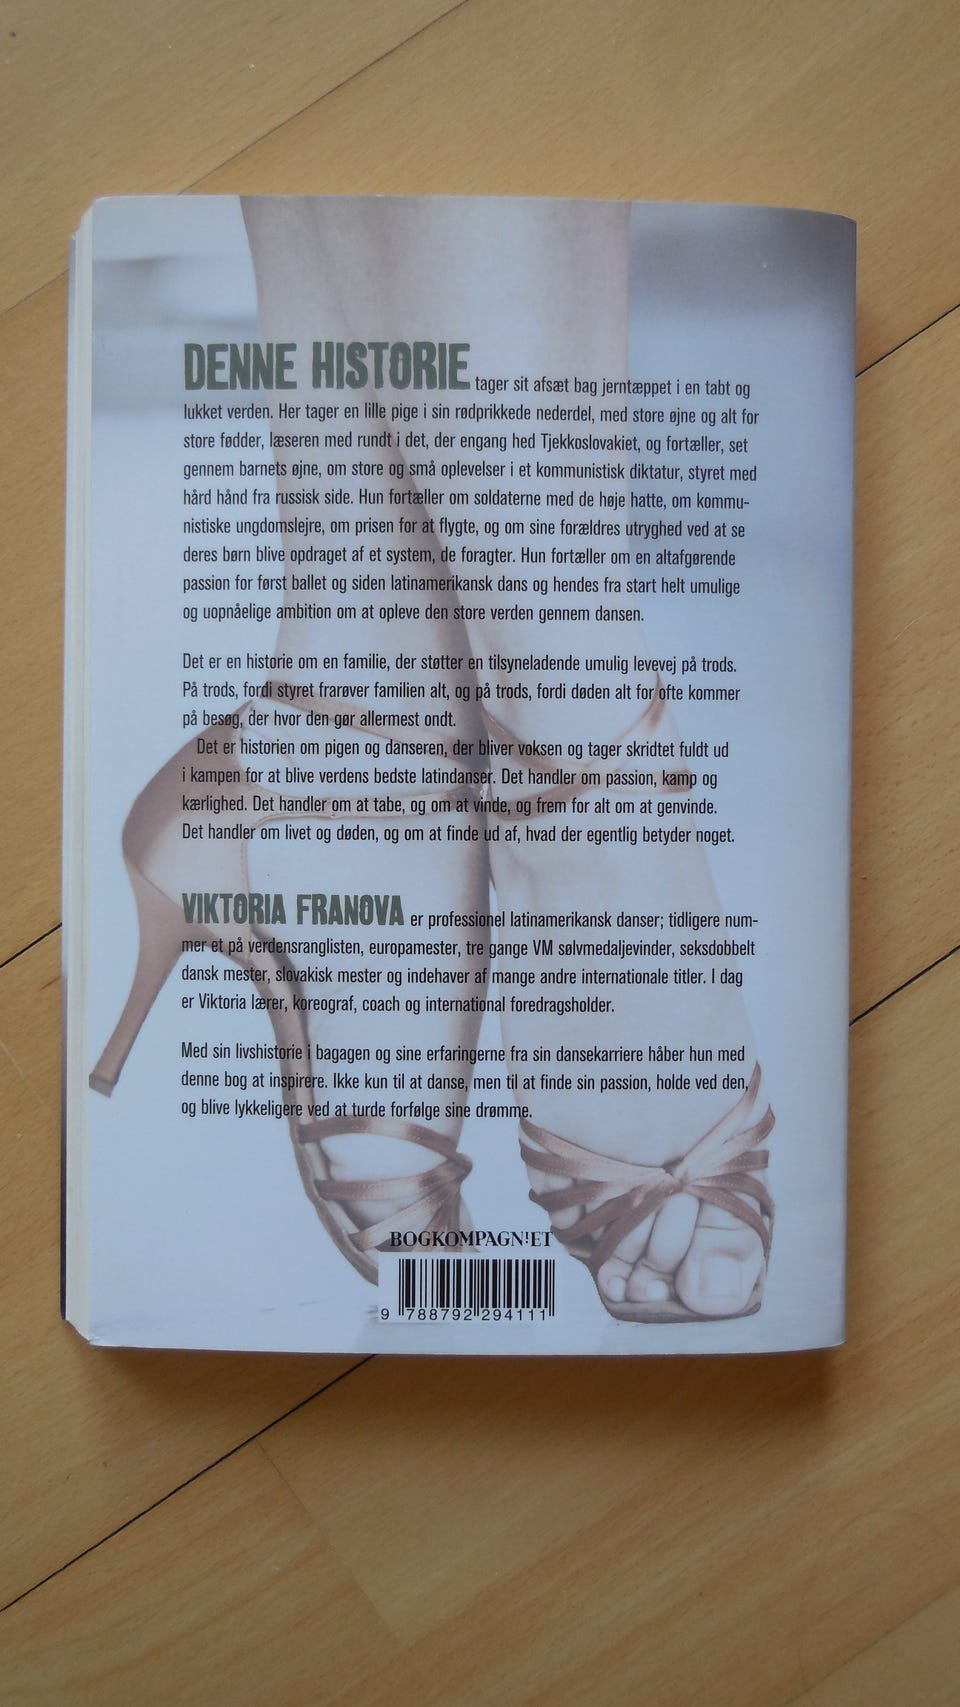 DENNE HISTORIE tager sit afsæt bag jerntæppet i en tabt og
lukket verden. Her tager en lille pige i sin rødprikkede nederdel, med store øjne og alt for
store fødder, læseren med rundt i det, der engang hed Tjekkoslovakiet, og fortæller, set
gennem barnets øjne, om store og små oplevelser i et kommunistisk diktatur, styret med
hård hånd fra russisk side. Hun fortæller om soldaterne med de høje hatte, om kommu-
nistiske ungdomslejre, om prisen for at flygte, og om sine forældres utryghed ved at se
deres børn blive opdraget af et system, de foragter. Hun fortæller om en altafgørende
passion for først ballet og siden latinamerikansk dans og hendes fra start helt umulige
og uopnåelige ambition om at opleve den store verden gennem dansen.
Det er en historie om en familie, der støtter en tilsyneladende umulig levevej på trods.
På trods, fordi styret frarøver familien alt, og på trods, fordi døden alt for ofte kommer
på besøg, der hvor den gør allermest ondt.
Det er historien om pigen og danseren, der bliver voksen og tager skridtet fuldt ud
i kampen for at blive verdens bedste latindanser. Det handler om passion, kamp og
kærlighed. Det handler om at tabe, og om at vinde, og frem for alt om at genvinde.
Det handler om livet og døden, og om at finde ud af, hvad der egentlig betyder noget.
VIKTORIA FRANOVA er professionel latinamerikansk danser; tidligere num-
mer et på verdensranglisten, europamester, tre gange VM sølvmedaljevinder, seksdobbelt
dansk mester, slovakisk mester og indehaver af mange andre internationale titler. I dag
er Viktoria lærer, koreograf, coach og international foredragsholder.
Med sin livshistorie i bagagen og sine erfaringerne fra sin dansekarriere håber hun med
denne bog at inspirere. Ikke kun til at danse, men til at finde sin passion, holde ved den,
og blive lykkeligere ved at turde forfølge sine drømme.
BOGKOMPAGN!ET
9 788792 294111